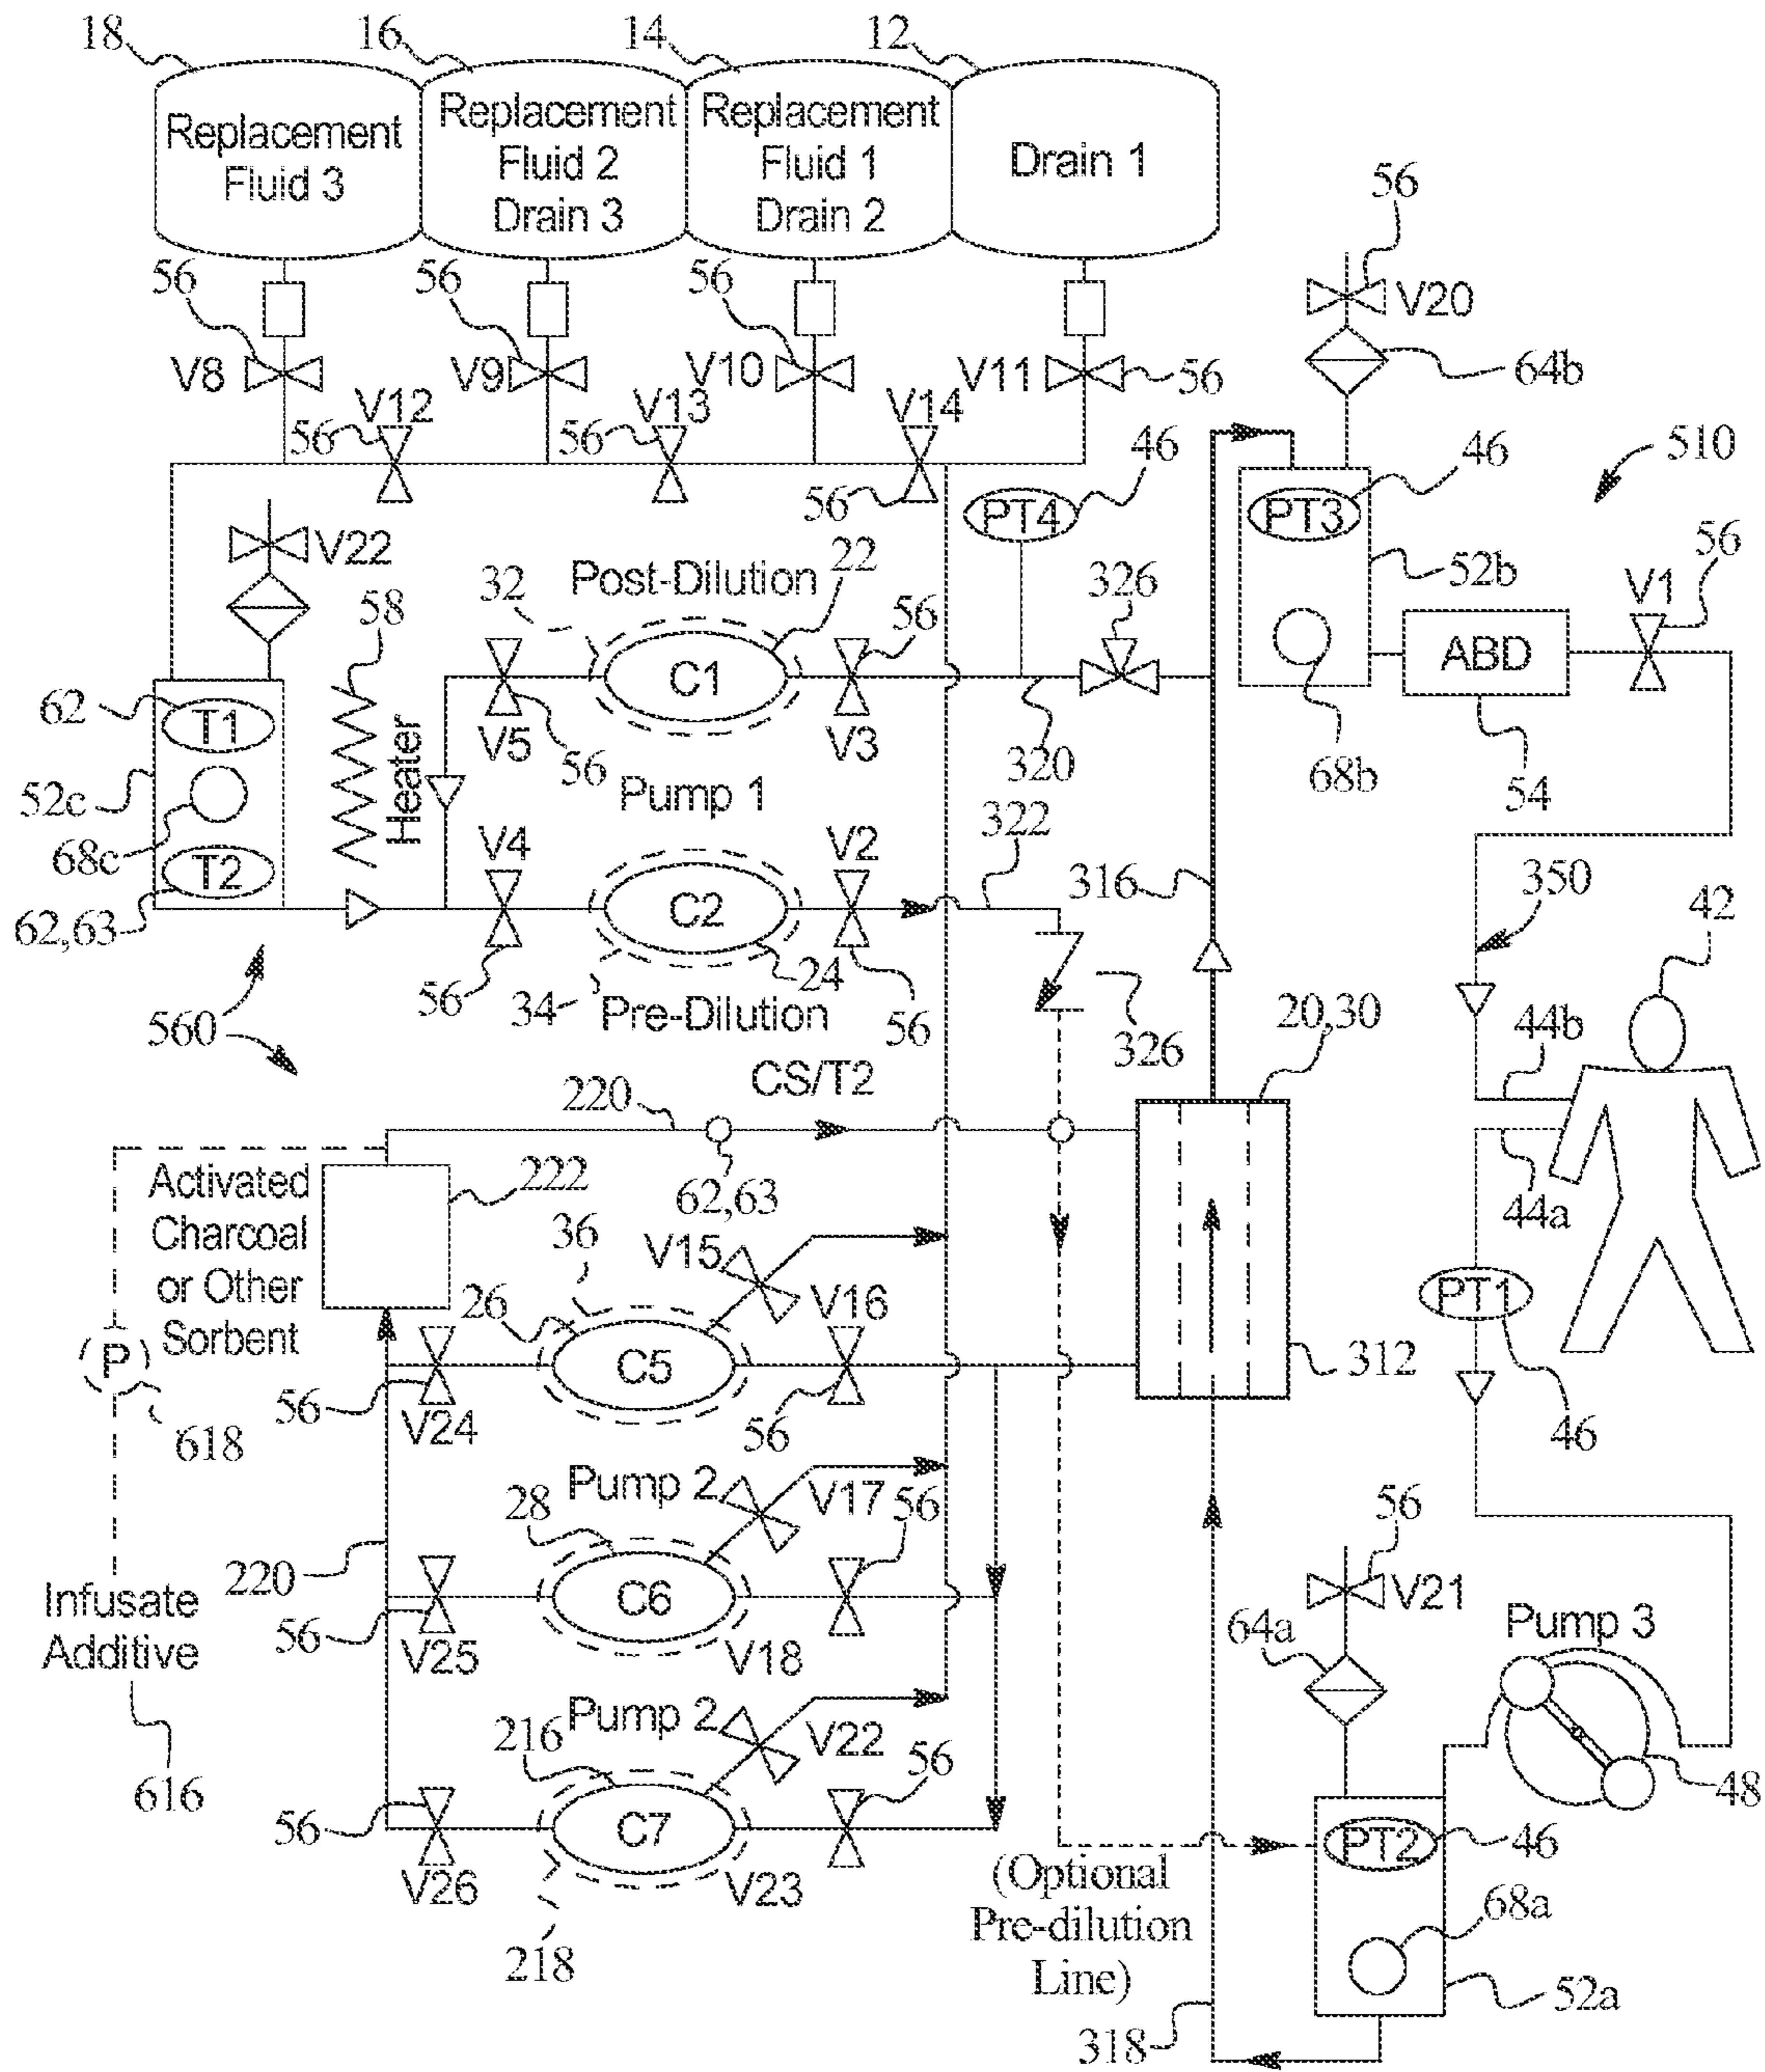 18
16
14
12
Replacement
Fluid 3
Replacement
Fluid 2
Drain 3
Replacement
Fluid 1
Drain 2
Drain 1
56
56
56
56
V20
V8
V9
V10
V11
56
64b
V12
V13
V14
56
56
46
46
510
56
PT4
PT3
V22
Post-Dilution
22
56
32
58
56
326
52b
V1
62
C1
ABD
T1
Heater
V5
56
V3
320
68b
54
52c
Pump 1
322
68c
V4
V2
316
350
42
T2
C2
62,63
56
24
34
Pre-Dilution
56
326
20,30
44b
560
CS/T2
220
Activated
Charcoal
or Other
Sorbent
222
62,63
44a
36
V15
26
V16
PT1
P
C5
312
56
V24
56
618
46
Pump 2
V17
56
28
56
220
V21
Infusate
Additive
C6
64a
Pump 3
56
V25
V18
Pump 2
216
V22
56
616
48
56
C7
PT2
46
V26
V23
(Optional
Pre-dilution
Line)
68a
218
52a
318